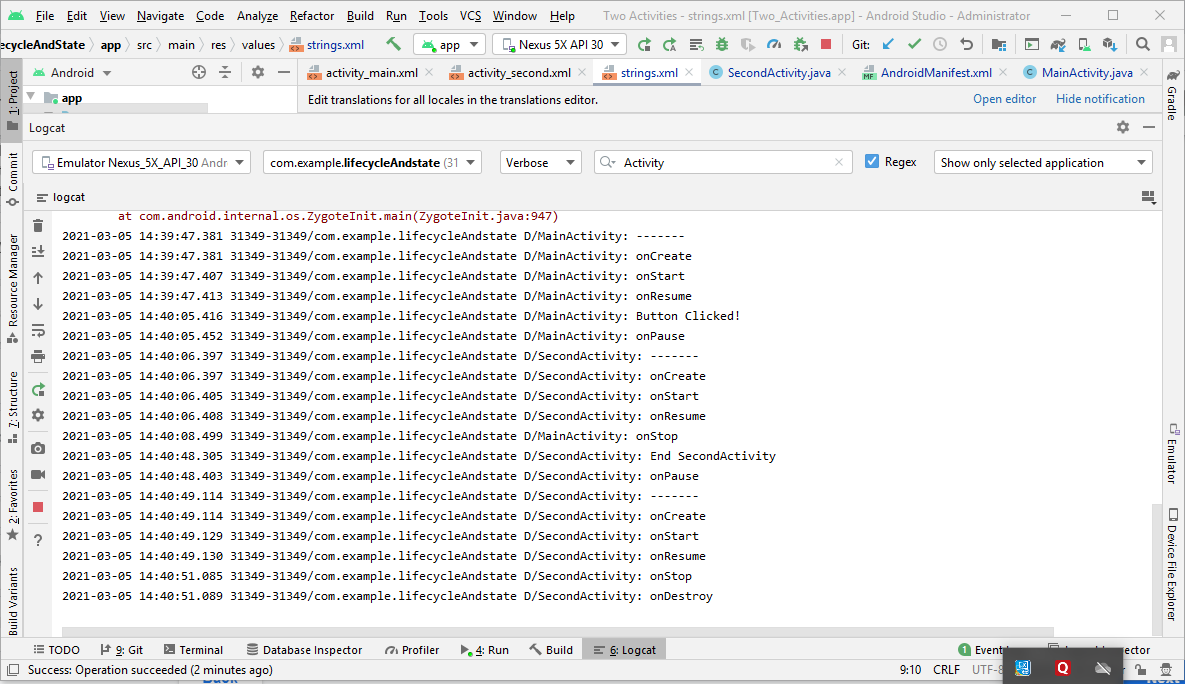 File Edit View Navigate Code Analyze Refactor Build Run Tools VCS Window Help Two Activities - strings.xml [Two_Activities.app] - Android Studio - Administrator
ecycleAndState app src main res values strings.xml app Nexus 5X API 30 Git:
1: Project Android activity_main.xml activity_second.xml strings.xml SecondActivity.java AndroidManifest.xml MainActivity.java Gradle
app Edit translations for all locales in the translations editor. Open editor Hide notification
Logcat
Commit Emulator Nexus_5X_API_30 Andr com.example.lifecycleAndstate (31 Verbose Activity Regex Show only selected application
logcat
at com.android.internal.os.ZygoteInit.main(ZygoteInit.java:947)
2021-03-05 14:39:47.381 31349-31349/com.example.lifecycleAndstate D/MainActivity: -------
2021-03-05 14:39:47.381 31349-31349/com.example.lifecycleAndstate D/MainActivity: onCreate
2021-03-05 14:39:47.407 31349-31349/com.example.lifecycleAndstate D/MainActivity: onStart
2021-03-05 14:39:47.413 31349-31349/com.example.lifecycleAndstate D/MainActivity: onResume
2021-03-05 14:40:05.416 31349-31349/com.example.lifecycleAndstate D/MainActivity: Button Clicked!
2021-03-05 14:40:05.452 31349-31349/com.example.lifecycleAndstate D/MainActivity: onPause
2021-03-05 14:40:06.397 31349-31349/com.example.lifecycleAndstate D/SecondActivity: -------
2021-03-05 14:40:06.397 31349-31349/com.example.lifecycleAndstate D/SecondActivity: onCreate
2021-03-05 14:40:06.405 31349-31349/com.example.lifecycleAndstate D/SecondActivity: onStart
2021-03-05 14:40:06.408 31349-31349/com.example.lifecycleAndstate D/SecondActivity: onResume
2021-03-05 14:40:08.499 31349-31349/com.example.lifecycleAndstate D/MainActivity: onStop
2021-03-05 14:40:48.305 31349-31349/com.example.lifecycleAndstate D/SecondActivity: End SecondActivity
2021-03-05 14:40:48.403 31349-31349/com.example.lifecycleAndstate D/SecondActivity: onPause
2021-03-05 14:40:49.114 31349-31349/com.example.lifecycleAndstate D/SecondActivity: -------
2021-03-05 14:40:49.114 31349-31349/com.example.lifecycleAndstate D/SecondActivity: onCreate
2021-03-05 14:40:49.129 31349-31349/com.example.lifecycleAndstate D/SecondActivity: onStart
2021-03-05 14:40:49.130 31349-31349/com.example.lifecycleAndstate D/SecondActivity: onResume
2021-03-05 14:40:51.085 31349-31349/com.example.lifecycleAndstate D/SecondActivity: onStop
2021-03-05 14:40:51.089 31349-31349/com.example.lifecycleAndstate D/SecondActivity: onDestroy
Resource Manager
7: Structure
2: Favorites
Build Variants
Emulator
Device File Explorer
TODO 9: Git Terminal Database Inspector Profiler 4: Run Build 6: Logcat 1 Event
Success: Operation succeeded (2 minutes ago) 9:10 CRLF UTF-8